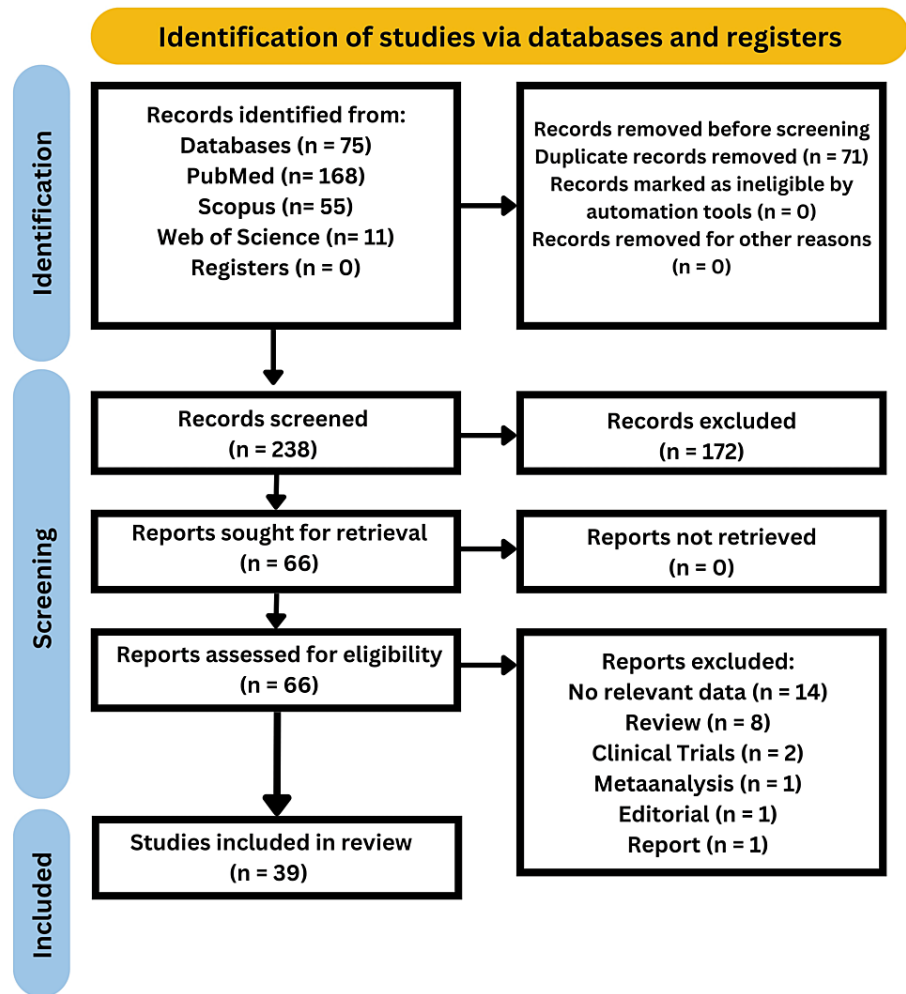 Identification of studies via databases and registers
Identification
Records identified from:
Databases (n = 75)
PubMed (n= 168)
Scopus (n= 55)
Web of Science (n= 11)
Registers (n = 0)
Records removed before screening
Duplicate records removed (n = 71)
Records marked as ineligible by
automation tools (n = 0)
Records removed for other reasons
(n = 0)
Screening
Records screened
(n = 238)
Records excluded
(n = 172)
Reports sought for retrieval
(n = 66)
Reports not retrieved
(n = 0)
Reports assessed for eligibility
(n = 66)
Reports excluded:
No relevant data (n = 14)
Review (n = 8)
Clinical Trials (n = 2)
Metaanalysis (n = 1)
Editorial (n = 1)
Report (n = 1)
Included
Studies included in review
(n = 39)